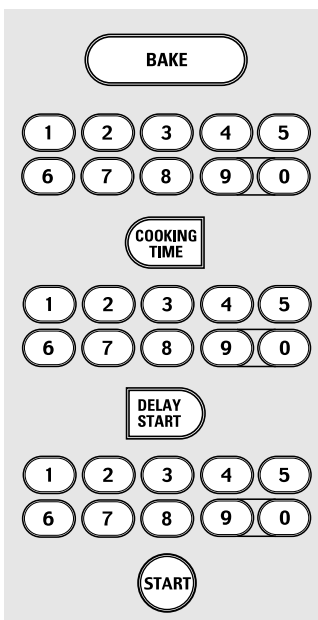 BAKE
1 2 3 4 5
6 7 8 9 0
COOKING
TIME
1 2 3 4 5
6 7 8 9 0
DELAY
START
1 2 3 4 5
6 7 8 9 0
START